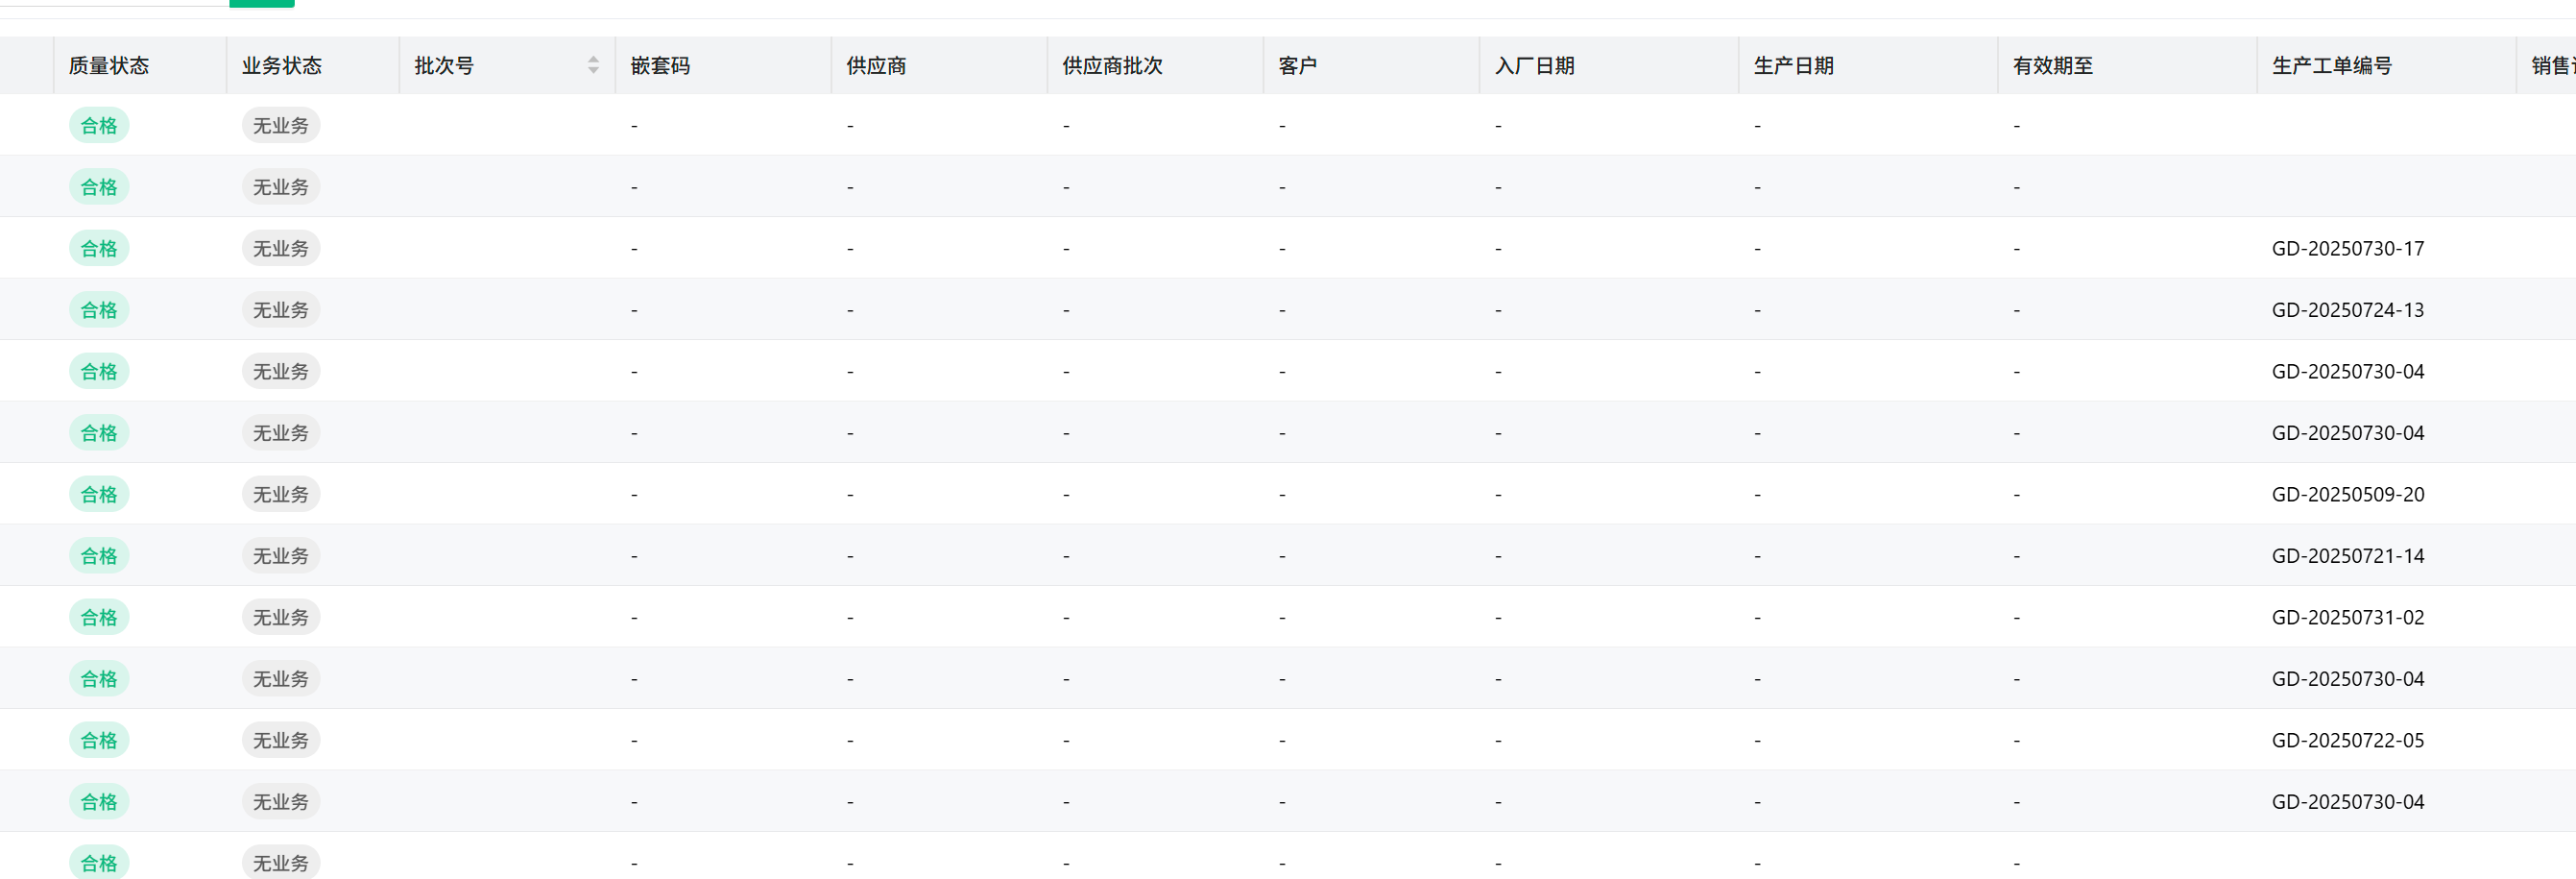 质量状态 业务状态 批次号 嵌套码 供应商 供应商批次 客户 入厂日期 生产日期 有效期至 生产工单编号 销售
合格 无业务 - - - - - - -
合格 无业务 - - - - - - -
合格 无业务 - - - - - - - GD-20250730-17
合格 无业务 - - - - - - - GD-20250724-13
合格 无业务 - - - - - - - GD-20250730-04
合格 无业务 - - - - - - - GD-20250730-04
合格 无业务 - - - - - - - GD-20250509-20
合格 无业务 - - - - - - - GD-20250721-14
合格 无业务 - - - - - - - GD-20250731-02
合格 无业务 - - - - - - - GD-20250730-04
合格 无业务 - - - - - - - GD-20250722-05
合格 无业务 - - - - - - - GD-20250730-04
合格 无业务 - - - - - - -